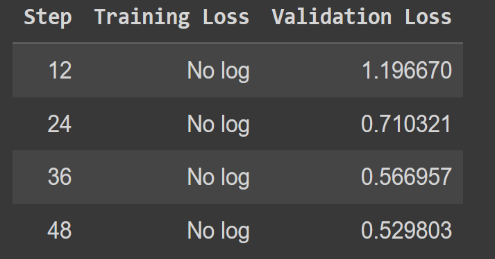 Step Training Loss Validation Loss
12 No log 1.196670
24 No log 0.710321
36 No log 0.566957
48 No log 0.529803